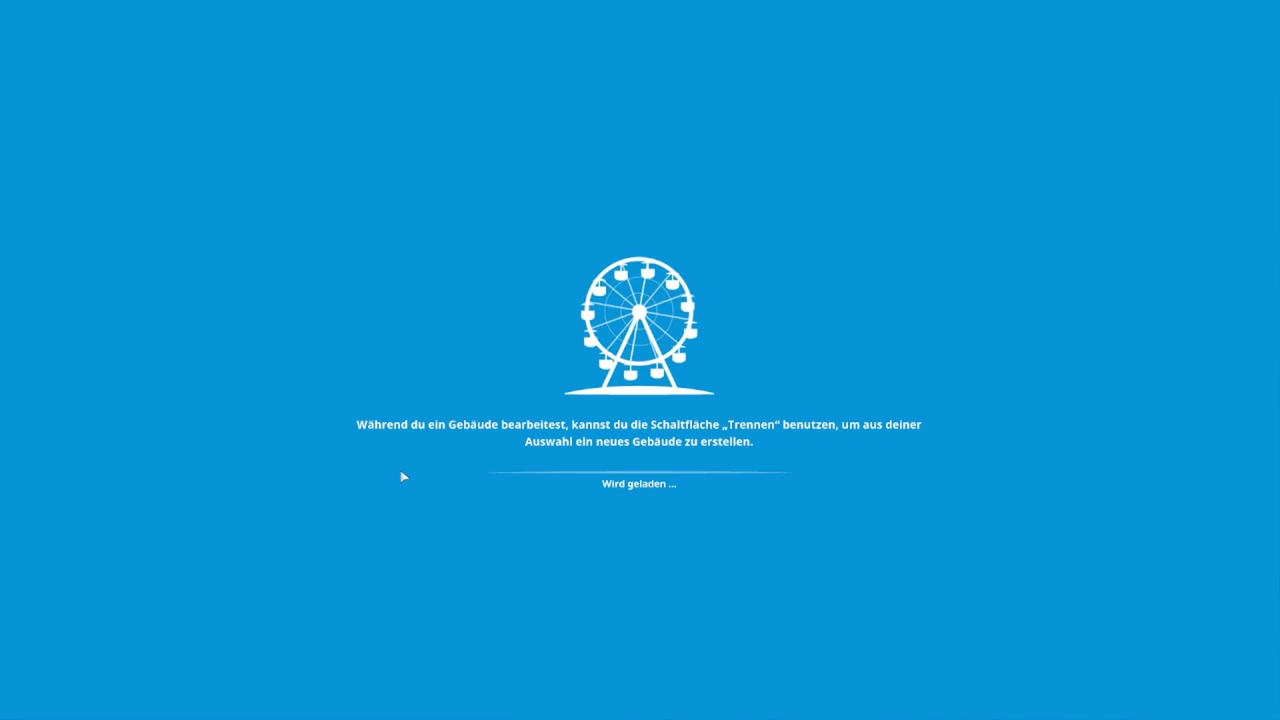 Während du ein Gebäude bearbeitest, kannst du die Schaltfläche „Trennen“ benutzen, um aus deiner
Auswahl ein neues Gebäude zu erstellen.
Wird geladen ...